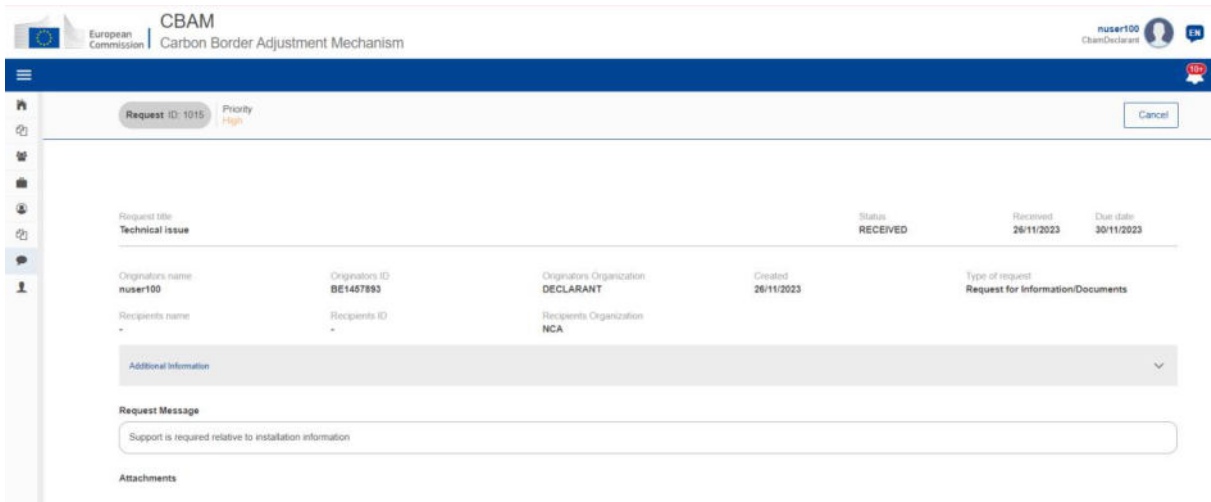 European
Commission
CBAM
Carbon Border Adjustment Mechanism
nuser100
CbamDeclarant
EN
10+
Request ID: 1015
Priority
High
Cancel
Request title
Technical issue
Status
RECEIVED
Received
26/11/2023
Due date
30/11/2023
Originators name
nuser100
Originators ID
BE1457893
Originators Organization
DECLARANT
Created
26/11/2023
Type of request
Request for Information/Documents
Recipients name
-
Recipients ID
-
Recipients Organization
NCA
Additional Information
Request Message
Support is required relative to installation information
Attachments